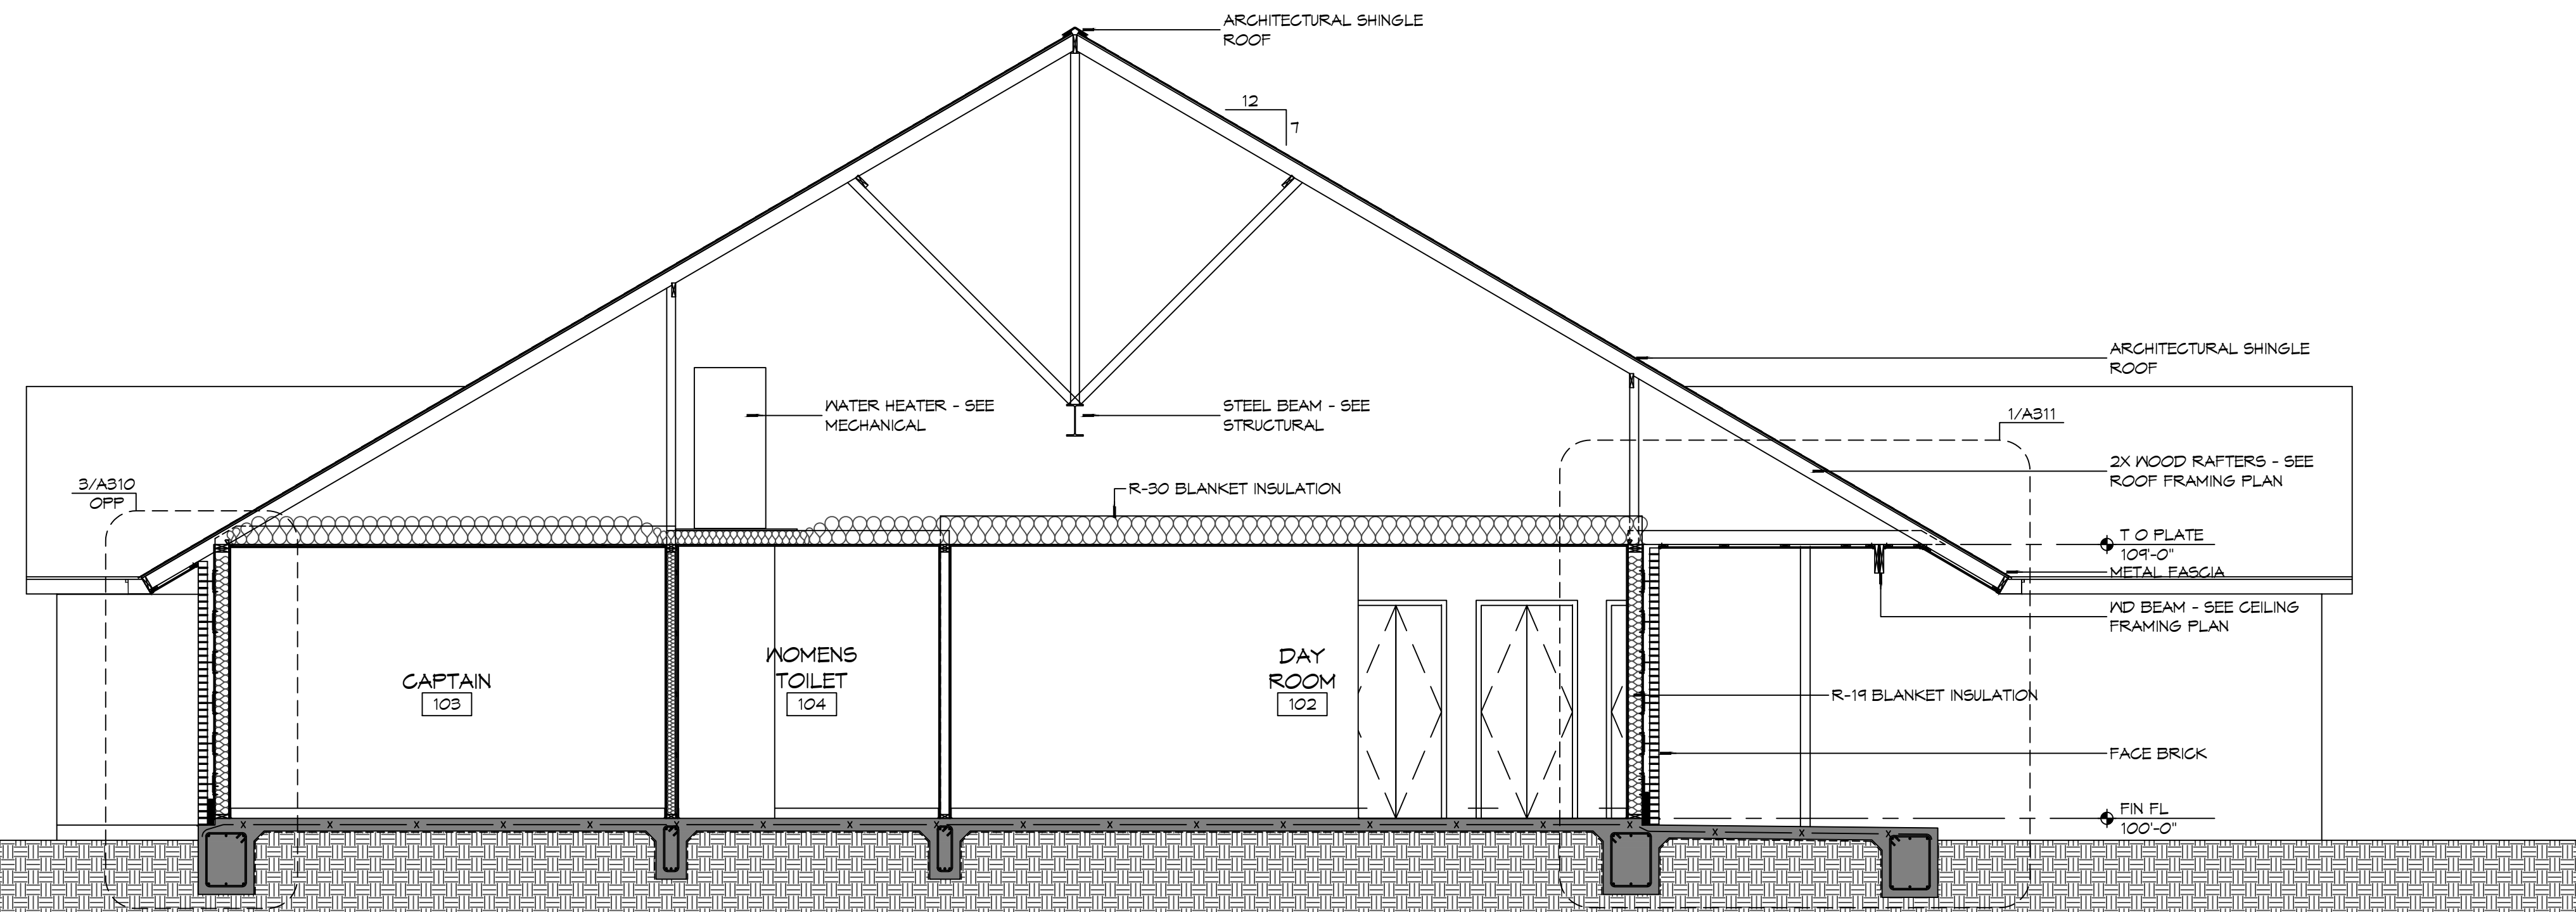 ARCHITECTURAL SHINGLE
ROOF
12
7
ARCHITECTURAL SHINGLE
ROOF
WATER HEATER - SEE
MECHANICAL
STEEL BEAM - SEE
STRUCTURAL
1/A311
2X WOOD RAFTERS - SEE
ROOF FRAMING PLAN
3/A310
OPP
R-30 BLANKET INSULATION
T O PLATE
109'-0"
METAL FASCIA
WD BEAM - SEE CEILING
FRAMING PLAN
CAPTAIN
103
WOMENS
TOILET
104
DAY
ROOM
102
R-19 BLANKET INSULATION
FACE BRICK
FIN FL
100'-0"